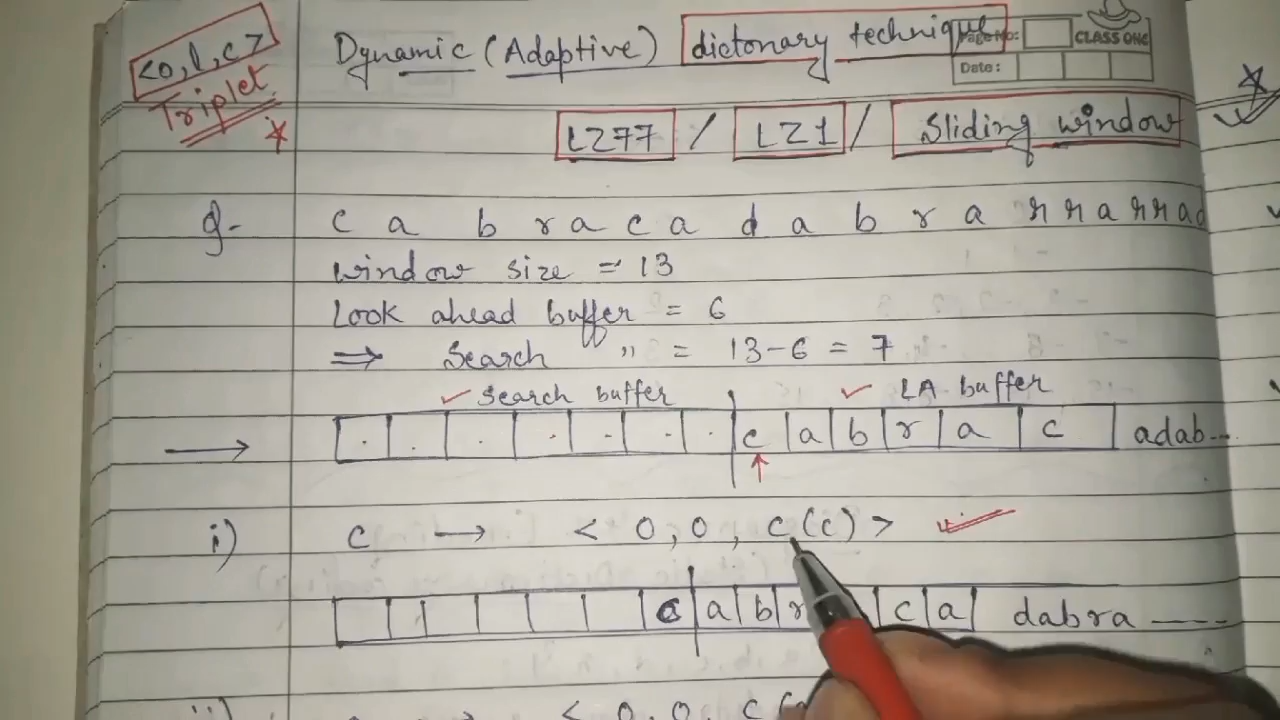 <o, l, c> Dynamic (Adaptive) dictonary technique
Triplet
Page No:
CLASS ONE
Date:
LZ77 / LZ1 / Sliding window
Q- c a b r a c a d a b r a r r a r r a d
window size = 13
Look ahead buffer = 6
⇒ Search " = 13-6 = 7
✓ Search buffer ✓ LA buffer
→ . . . . . . . c a b r a c adab...
↑
i) c → < 0, 0, c(c) > ✓
c a b r c a dabra ----
ii) < 0, 0, c(